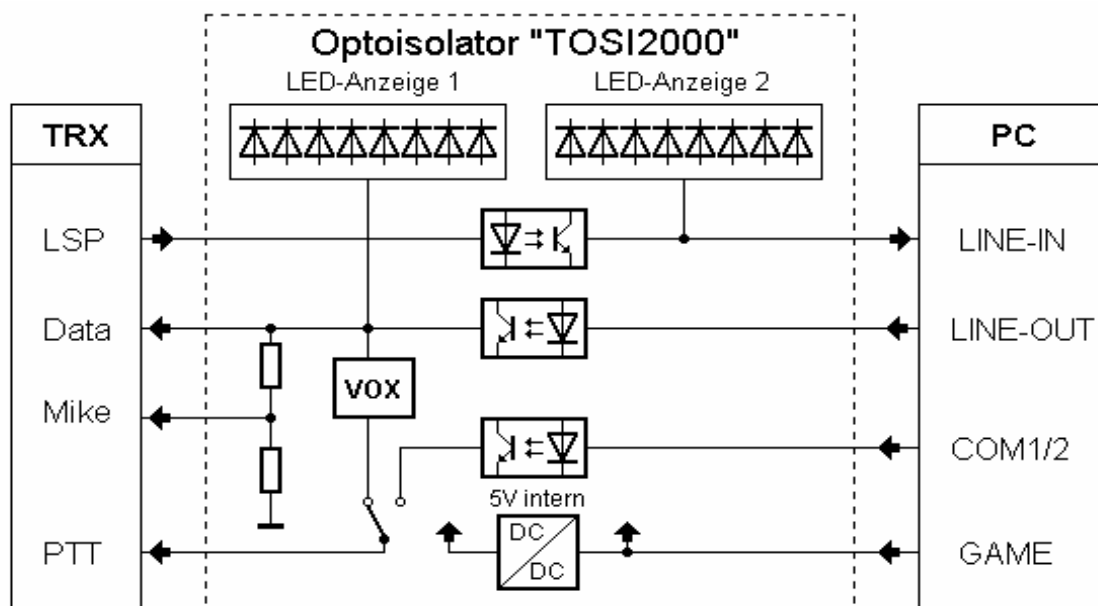 Optoisolator "TOSI2000"
LED-Anzeige 1
LED-Anzeige 2
TRX
PC
LSP
LINE-IN
Data
LINE-OUT
VOX
Mike
COM1/2
5V intern
DC
DC
PTT
GAME